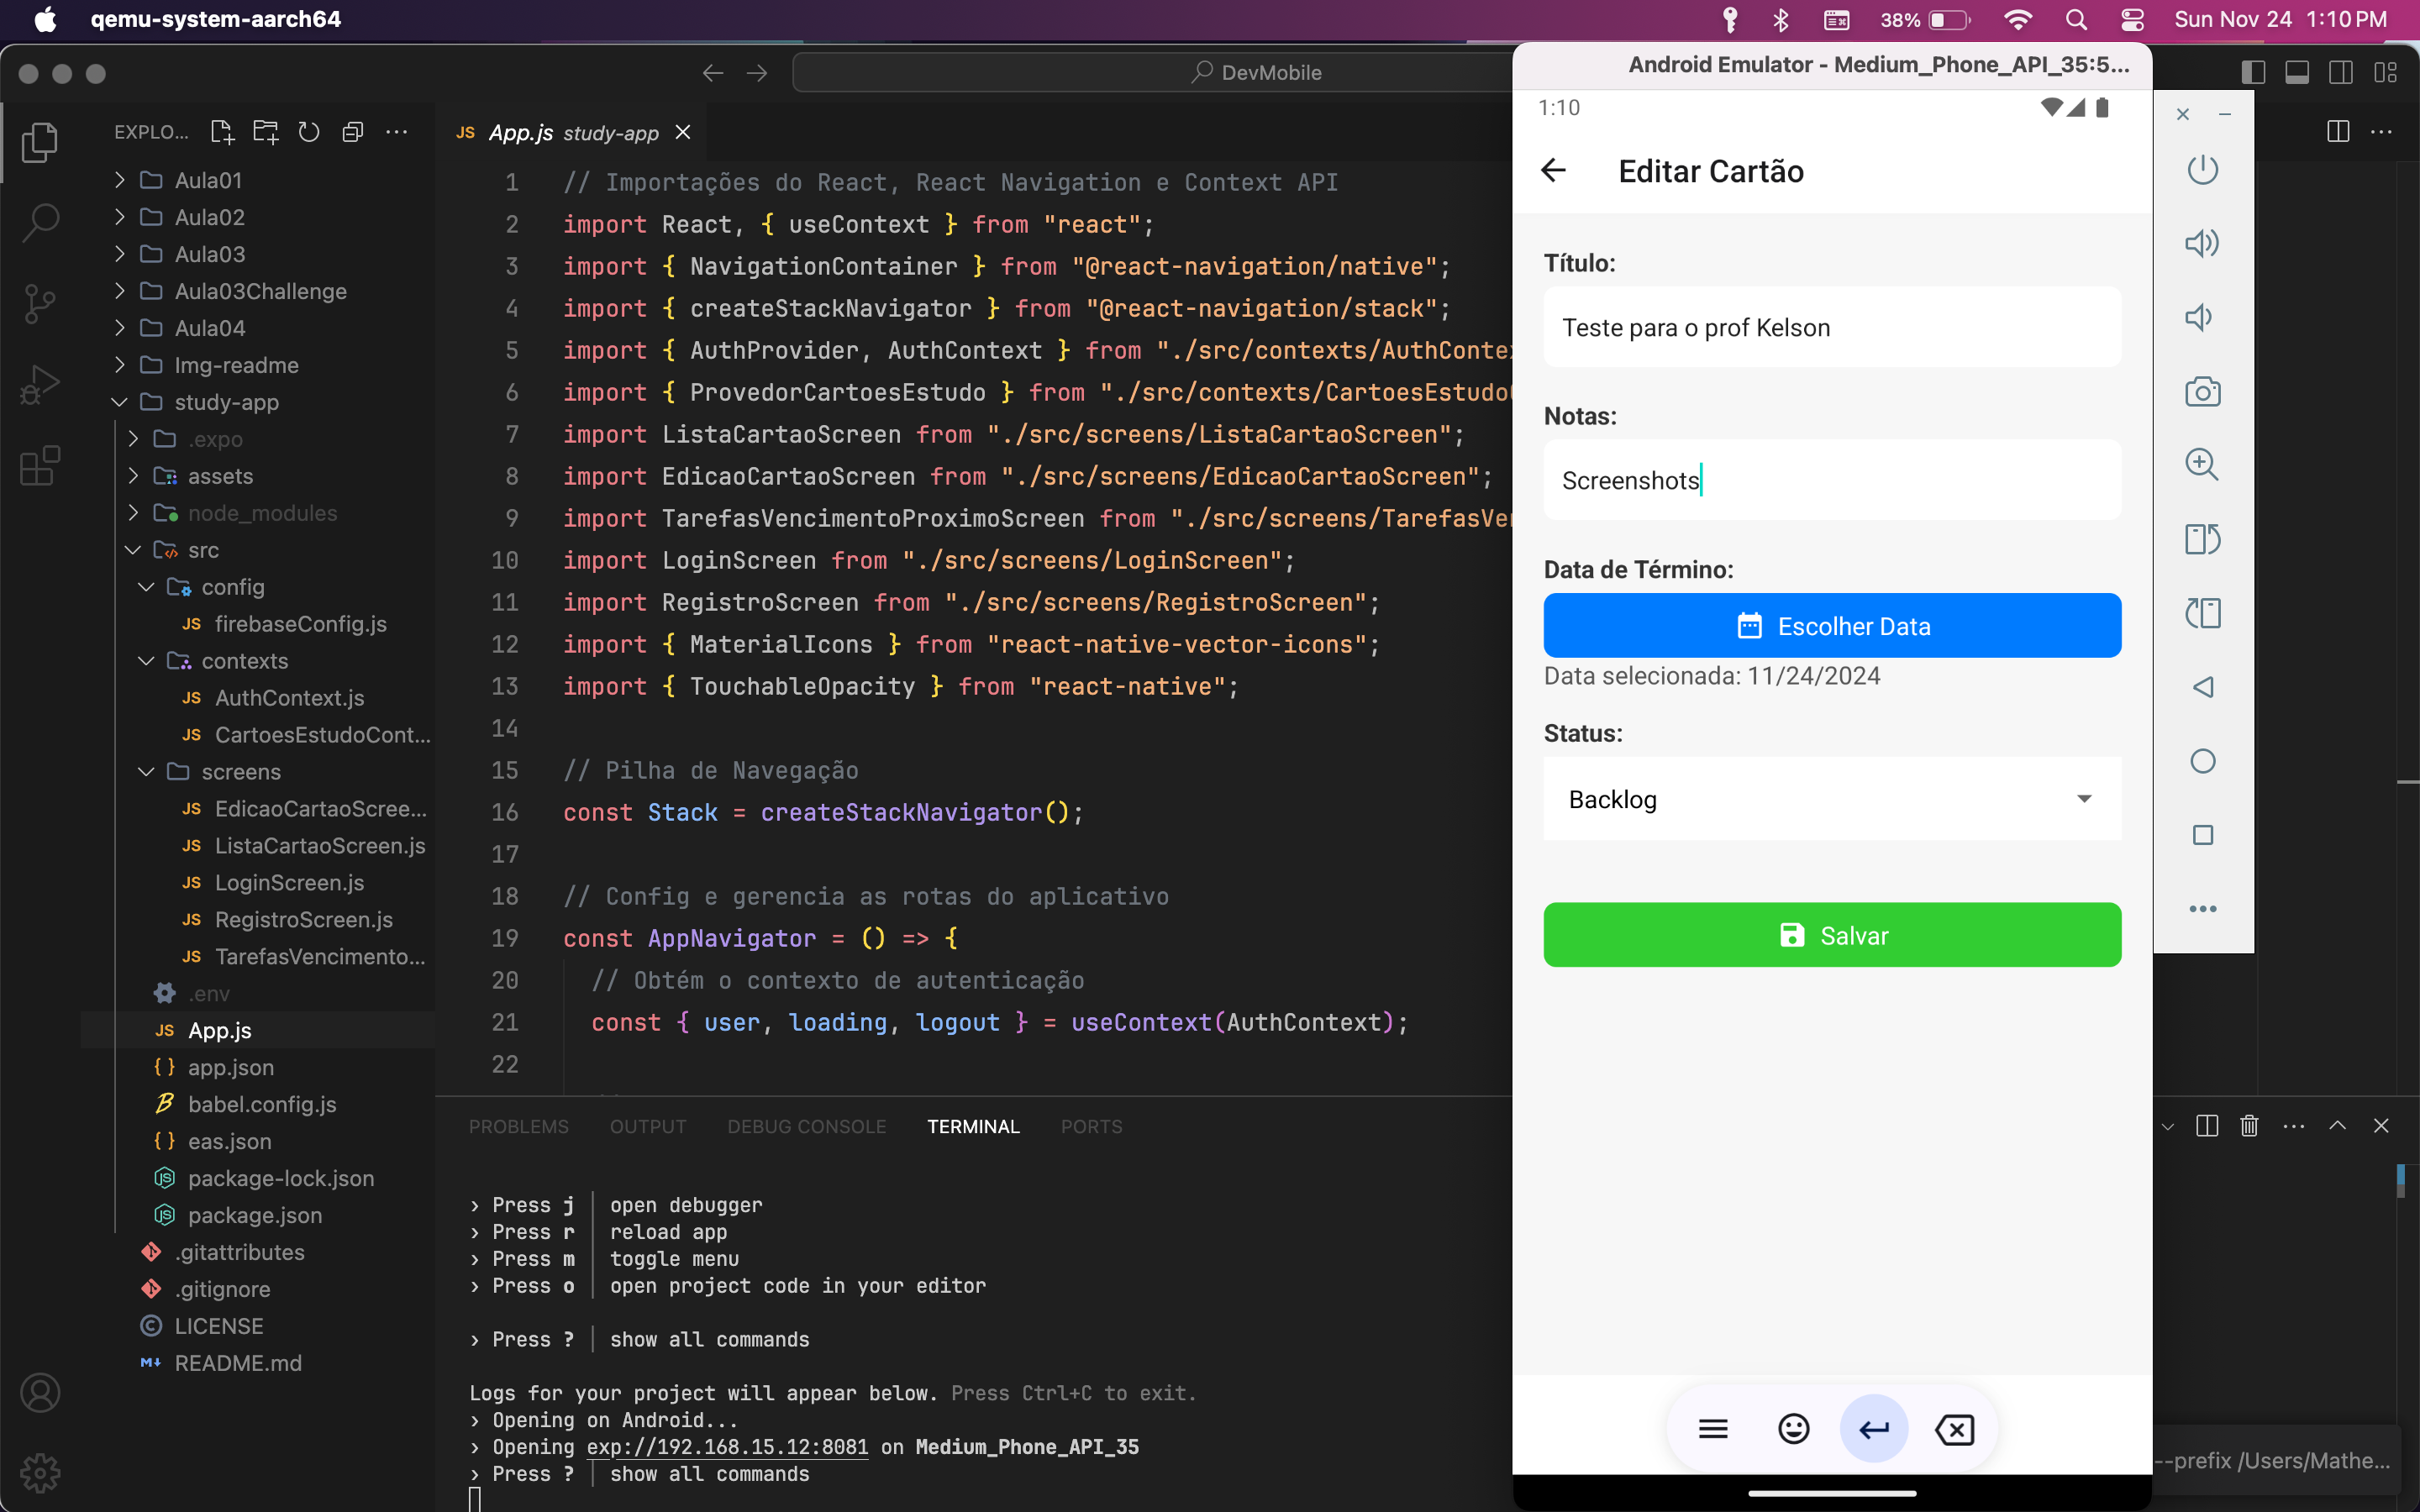 qemu-system-aarch64
38%
Sun Nov 24 1:10 PM
DevMobile
EXPLO...
Aula01
Aula02
Aula03
Aula03Challenge
Aula04
Img-readme
study-app
.expo
assets
node_modules
src
config
JS firebaseConfig.js
contexts
JS AuthContext.js
JS CartoesEstudoCont...
screens
JS EdicaoCartaoScree...
JS ListaCartaoScreen.js
JS LoginScreen.js
JS RegistroScreen.js
JS TarefasVencimento...
.env
JS App.js
{} app.json
babel.config.js
{} eas.json
package-lock.json
package.json
.gitattributes
.gitignore
LICENSE
README.md
JS App.js study-app
1 // Importações do React, React Navigation e Context API
2 import React, { useContext } from "react";
3 import { NavigationContainer } from "@react-navigation/native";
4 import { createStackNavigator } from "@react-navigation/stack";
5 import { AuthProvider, AuthContext } from "./src/contexts/AuthContex
6 import { ProvedorCartoesEstudo } from "./src/contexts/CartoesEstudo
7 import ListaCartaoScreen from "./src/screens/ListaCartaoScreen";
8 import EdicaoCartaoScreen from "./src/screens/EdicaoCartaoScreen";
9 import TarefasVencimentoProximoScreen from "./src/screens/TarefasVen
10 import LoginScreen from "./src/screens/LoginScreen";
11 import RegistroScreen from "./src/screens/RegistroScreen";
12 import { MaterialIcons } from "react-native-vector-icons";
13 import { TouchableOpacity } from "react-native";
14
15 // Pilha de Navegação
16 const Stack = createStackNavigator();
17
18 // Config e gerencia as rotas do aplicativo
19 const AppNavigator = () => {
20 // Obtém o contexto de autenticação
21 const { user, loading, logout } = useContext(AuthContext);
22
PROBLEMS OUTPUT DEBUG CONSOLE TERMINAL PORTS
› Press j │ open debugger
› Press r │ reload app
› Press m │ toggle menu
› Press o │ open project code in your editor
› Press ? │ show all commands
Logs for your project will appear below. Press Ctrl+C to exit.
› Opening on Android...
› Opening exp://192.168.15.12:8081 on Medium_Phone_API_35
› Press ? │ show all commands
--prefix /Users/Mathe...
Android Emulator - Medium_Phone_API_35:5...
1:10
Editar Cartão
Título:
Teste para o prof Kelson
Notas:
Screenshots
Data de Término:
Escolher Data
Data selecionada: 11/24/2024
Status:
Backlog
Salvar